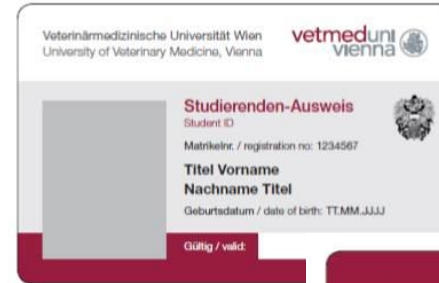 Veterinärmedizinische Universität Wien
University of Veterinary Medicine, Vienna
vetmeduni
vienna
Studierenden-Ausweis
Student ID
Matrikelnr. / registration no: 1234567
Titel Vorname
Nachname Titel
Geburtsdatum / date of birth: TT.MM.JJJJ
Gültig / valid: